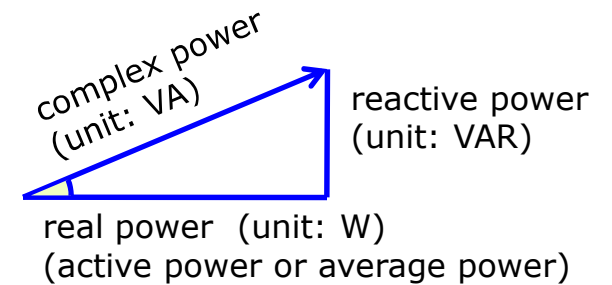 complex power
(unit: VA)
reactive power
(unit: VAR)
real power (unit: W)
(active power or average power)